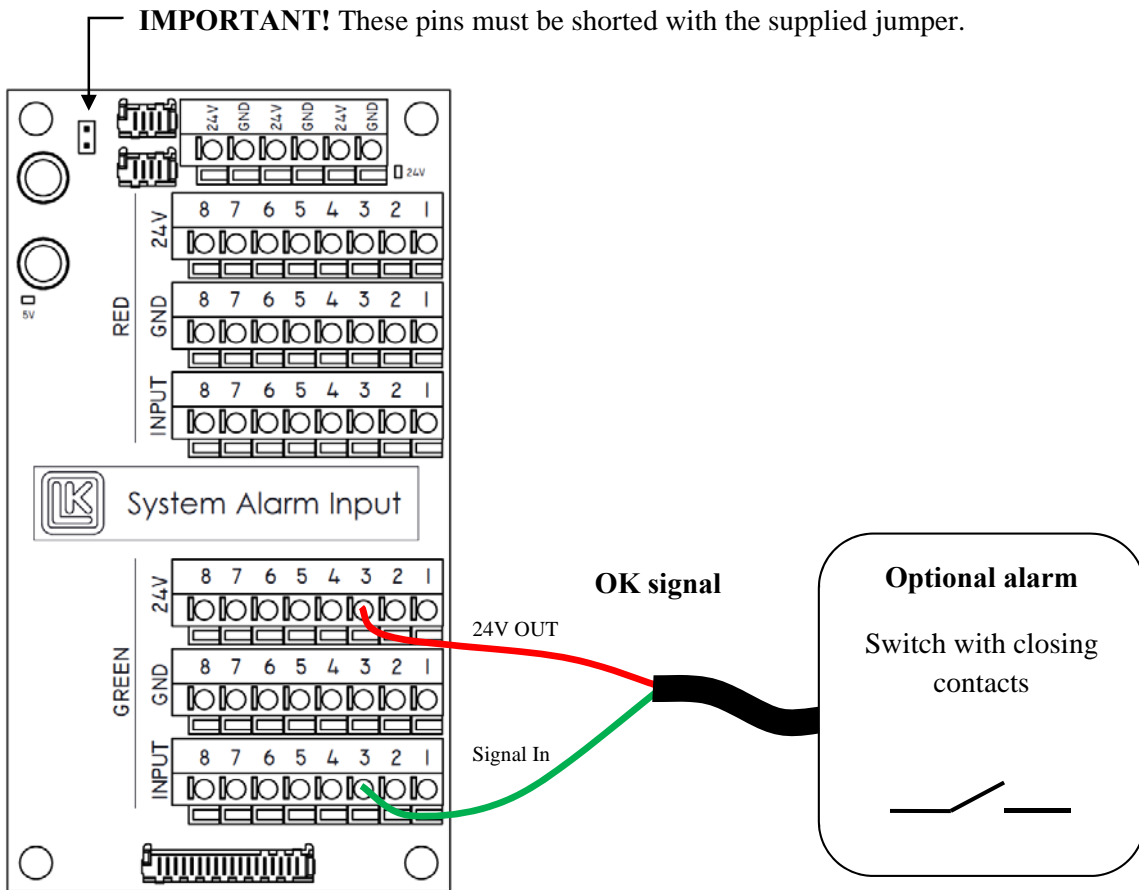 IMPORTANT! These pins must be shorted with the supplied jumper.
24V GND 24V GND 24V GND
24V
5V
RED
24V
8 7 6 5 4 3 2 1
GND
8 7 6 5 4 3 2 1
INPUT
8 7 6 5 4 3 2 1
LK System Alarm Input
GREEN
24V
8 7 6 5 4 3 2 1
GND
8 7 6 5 4 3 2 1
INPUT
8 7 6 5 4 3 2 1
OK signal
24V OUT
Signal In
Optional alarm
Switch with closing
contacts